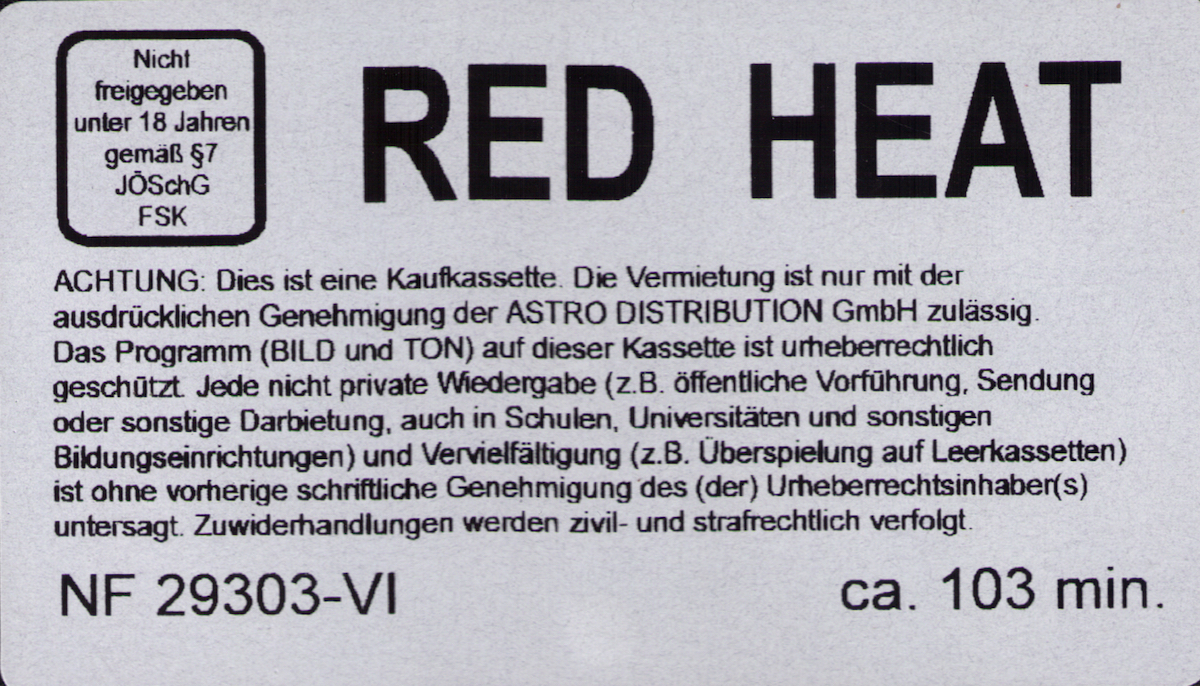 Nicht
freigegeben
unter 18 Jahren
gemäß §7
JÖSchG
FSK
RED HEAT
ACHTUNG: Dies ist eine Kaufkassette. Die Vermietung ist nur mit der
ausdrücklichen Genehmigung der ASTRO DISTRIBUTION GmbH zulässig.
Das Programm (BILD und TON) auf dieser Kassette ist urheberrechtlich
geschützt. Jede nicht private Wiedergabe (z.B. öffentliche Vorführung, Sendung
oder sonstige Darbietung, auch in Schulen, Universitäten und sonstigen
Bildungseinrichtungen) und Vervielfältigung (z.B. Überspielung auf Leerkassetten)
ist ohne vorherige schriftliche Genehmigung des (der) Urheberrechtsinhaber(s)
untersagt. Zuwiderhandlungen werden zivil- und strafrechtlich verfolgt.
NF 29303-VI
ca. 103 min.